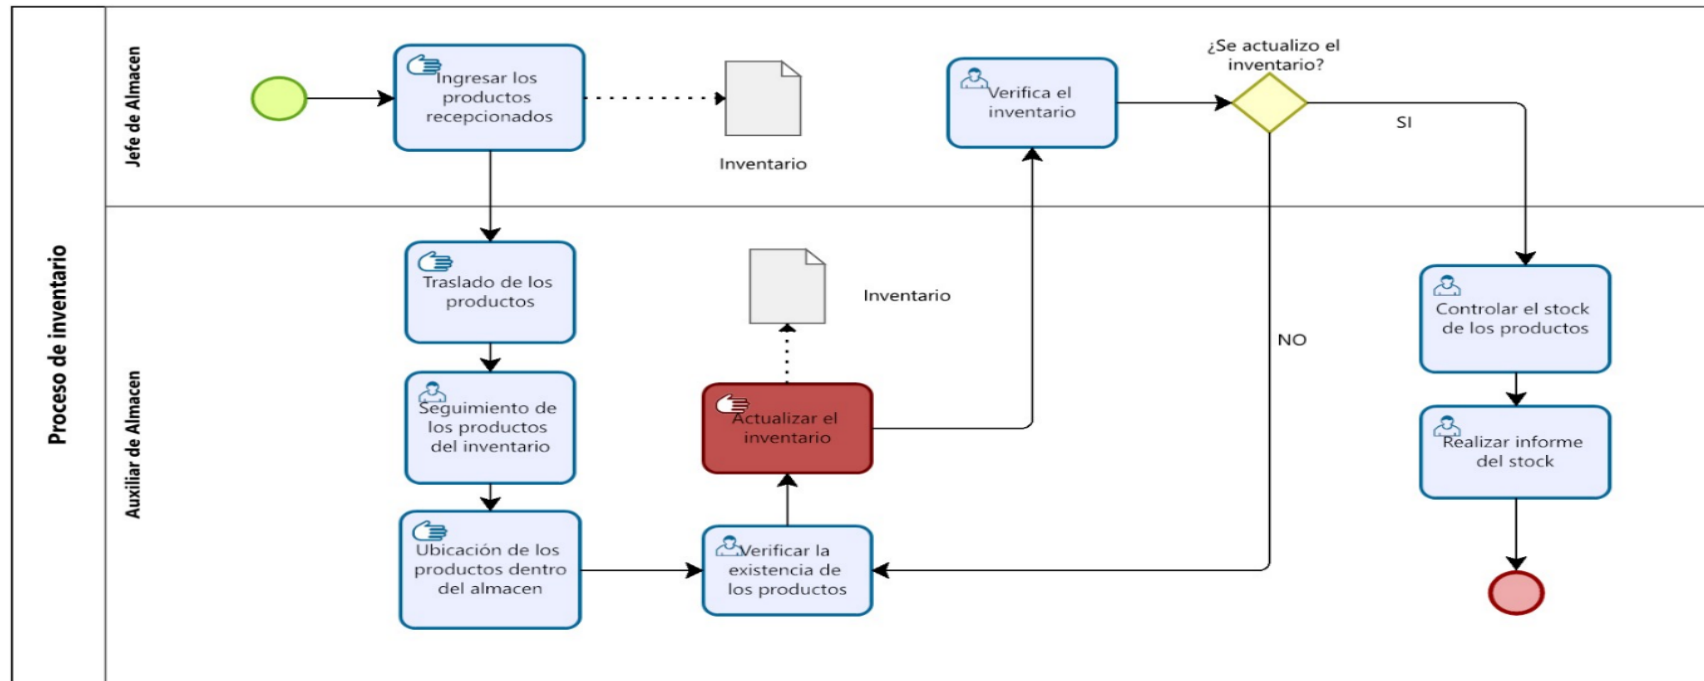 Proceso de inventario
Jefe de Almacen
Ingresar los
productos
recepcionados
Inventario
Verifica el
inventario
¿Se actualizo el
inventario?
SI
NO
Auxiliar de Almacen
Traslado de los
productos
Seguimiento de
los productos
del inventario
Ubicación de los
productos dentro
del almacen
Verificar la
existencia de
los productos
Actualizar el
inventario
Inventario
Controlar el stock
de los productos
Realizar informe
del stock